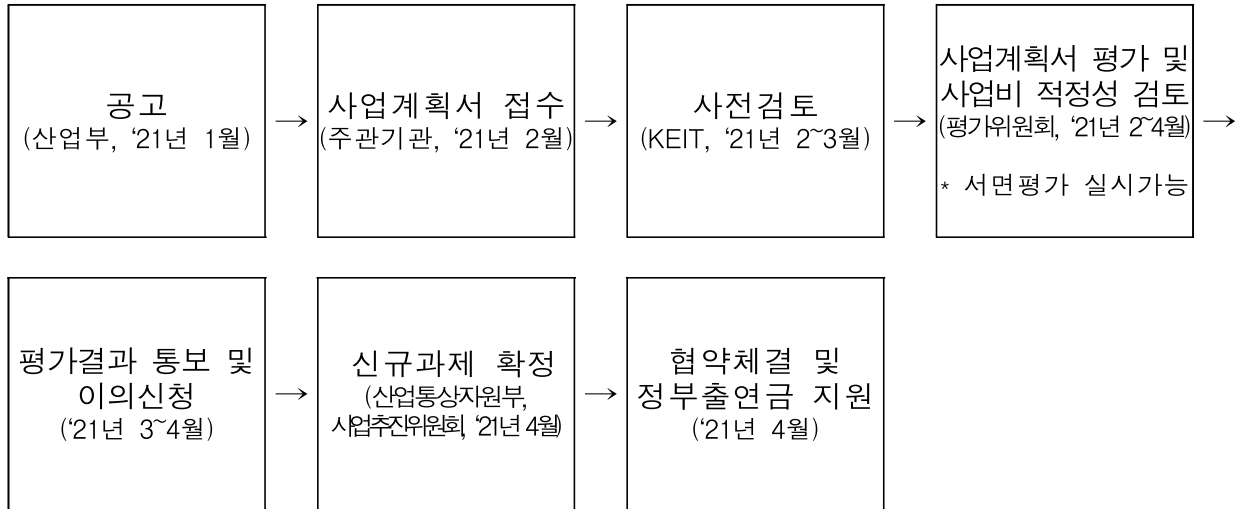 공고
(산업부, ‘21년 1월)
→
사업계획서 접수
(주관기관, ‘21년 2월)
→
사전검토
(KEIT, ‘21년 2~3월)
→
사업계획서 평가 및
사업비 적정성 검토
(평가위원회, ‘21년 2~4월)
* 서면평가 실시가능
→
평가결과 통보 및
이의신청
(‘21년 3~4월)
→
신규과제 확정
(산업통상자원부,
사업추진위원회, ‘21년 4월)
→
협약체결 및
정부출연금 지원
(‘21년 4월)